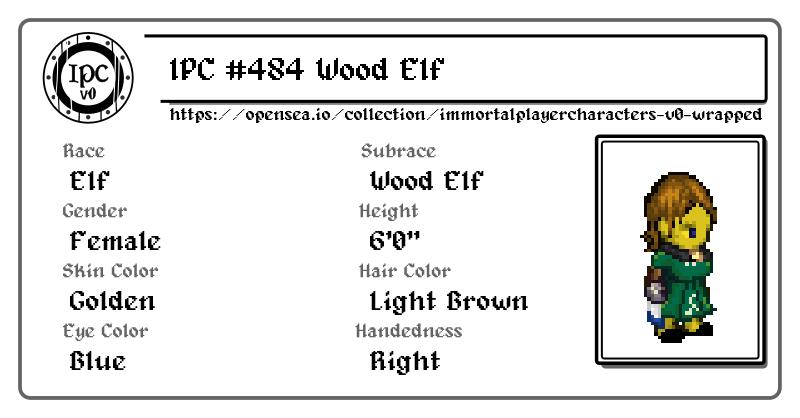 IPC v0
IPC #484 Wood Elf
https://opensea.io/collection/immortalplayercharacters-v0-wrapped
Race
Elf
Subrace
Wood Elf
Gender
Female
Height
6'0"
Skin Color
Golden
Hair Color
Light Brown
Eye Color
Blue
Handedness
Right